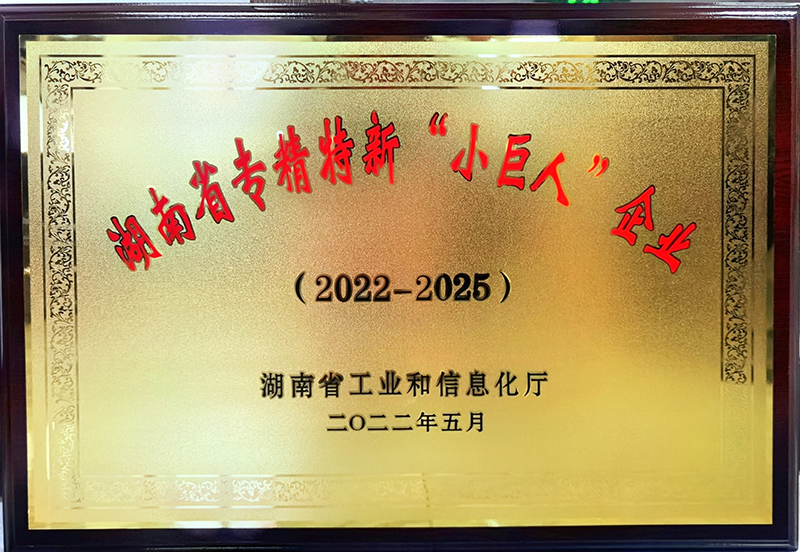 湖南省专精特新“小巨人”企业
（2022-2025）
湖南省工业和信息化厅
二〇二二年五月